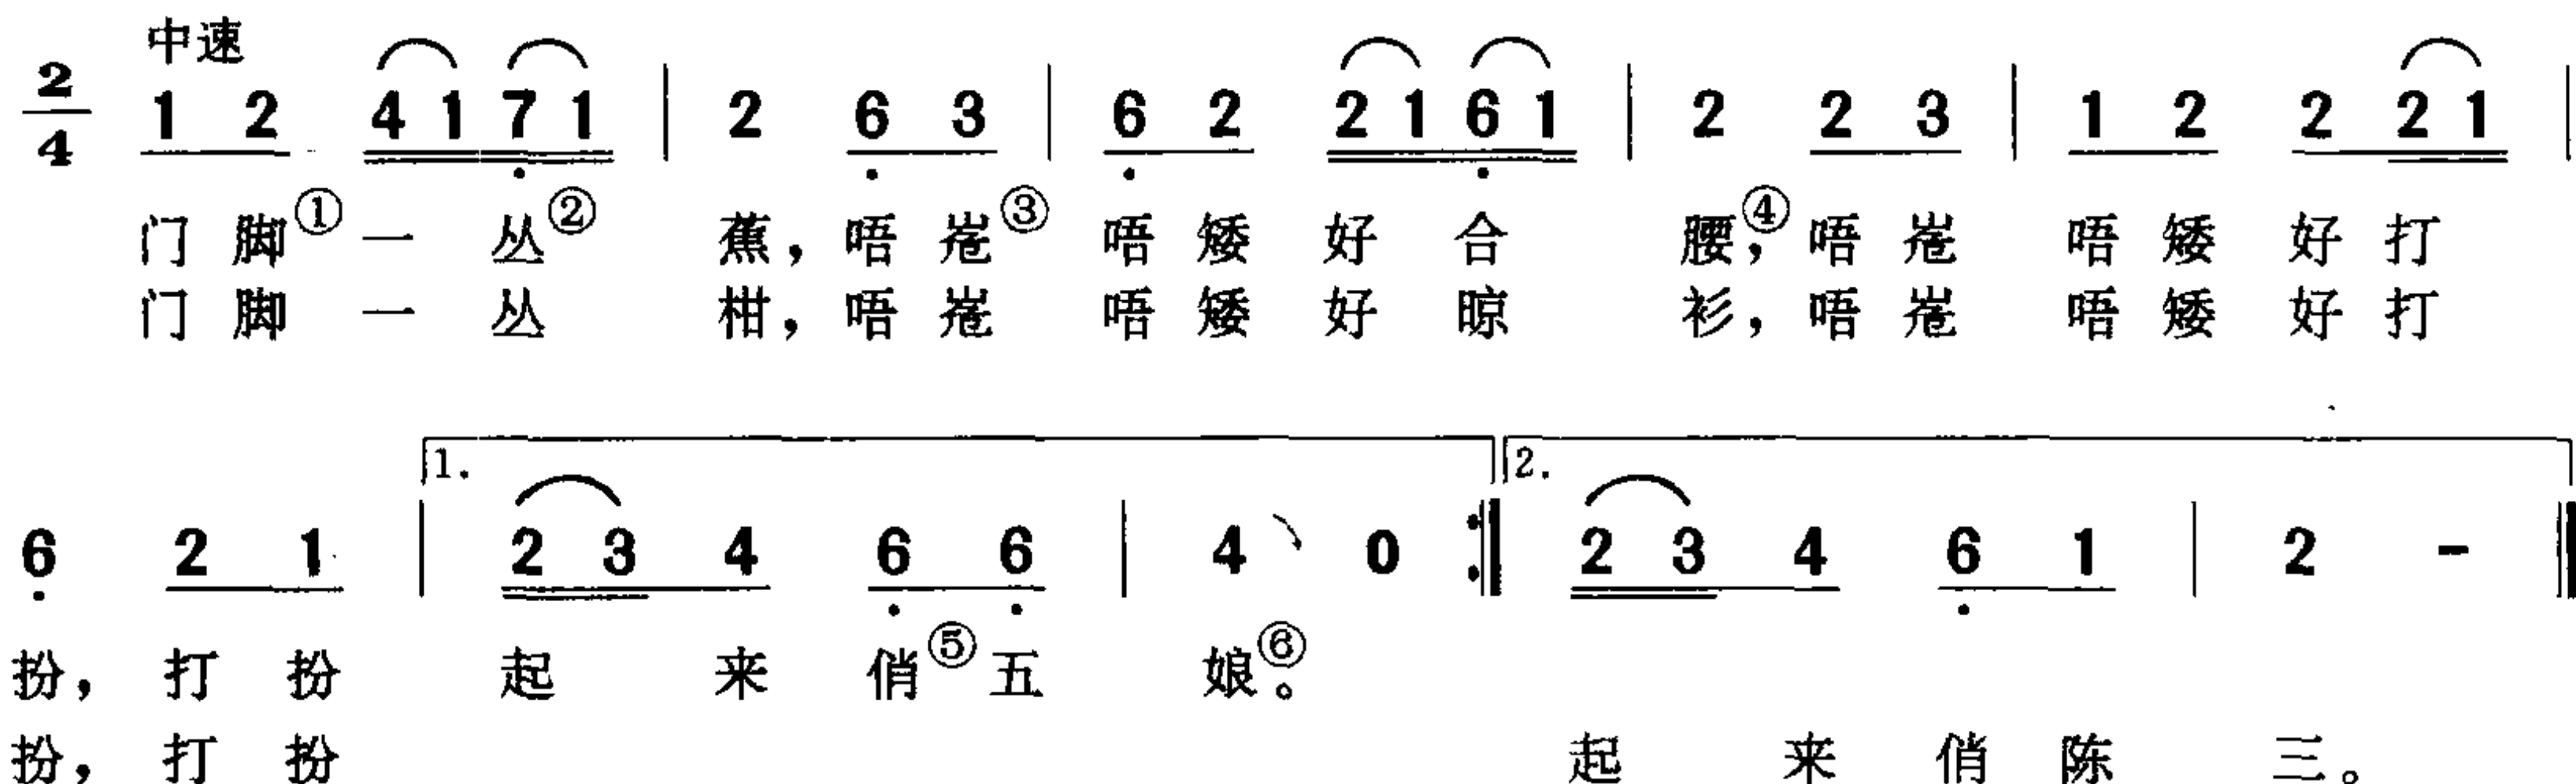 中速
2/4 1 2 4 1 7 1 | 2 6 3 | 6 2 2 1 6 1 | 2 2 3 | 1 2 2 2 1 |
门 脚① 一 丛② 蕉，唔 峞③ 唔 矮 好 合 腰，④ 唔 峞 唔 矮 好 打
门 脚 一 丛 柑，唔 峞 唔 矮 好 晾 衫，唔 峞 唔 矮 好 打
1. 2.
6 2 1 | 2 3 4 6 6 | 4 0 :‖ 2 3 4 6 1 | 2 - ‖
扮，打 扮 起 来 俏⑤ 五 娘。⑥
扮，打 扮 起 来 俏 陈 三。